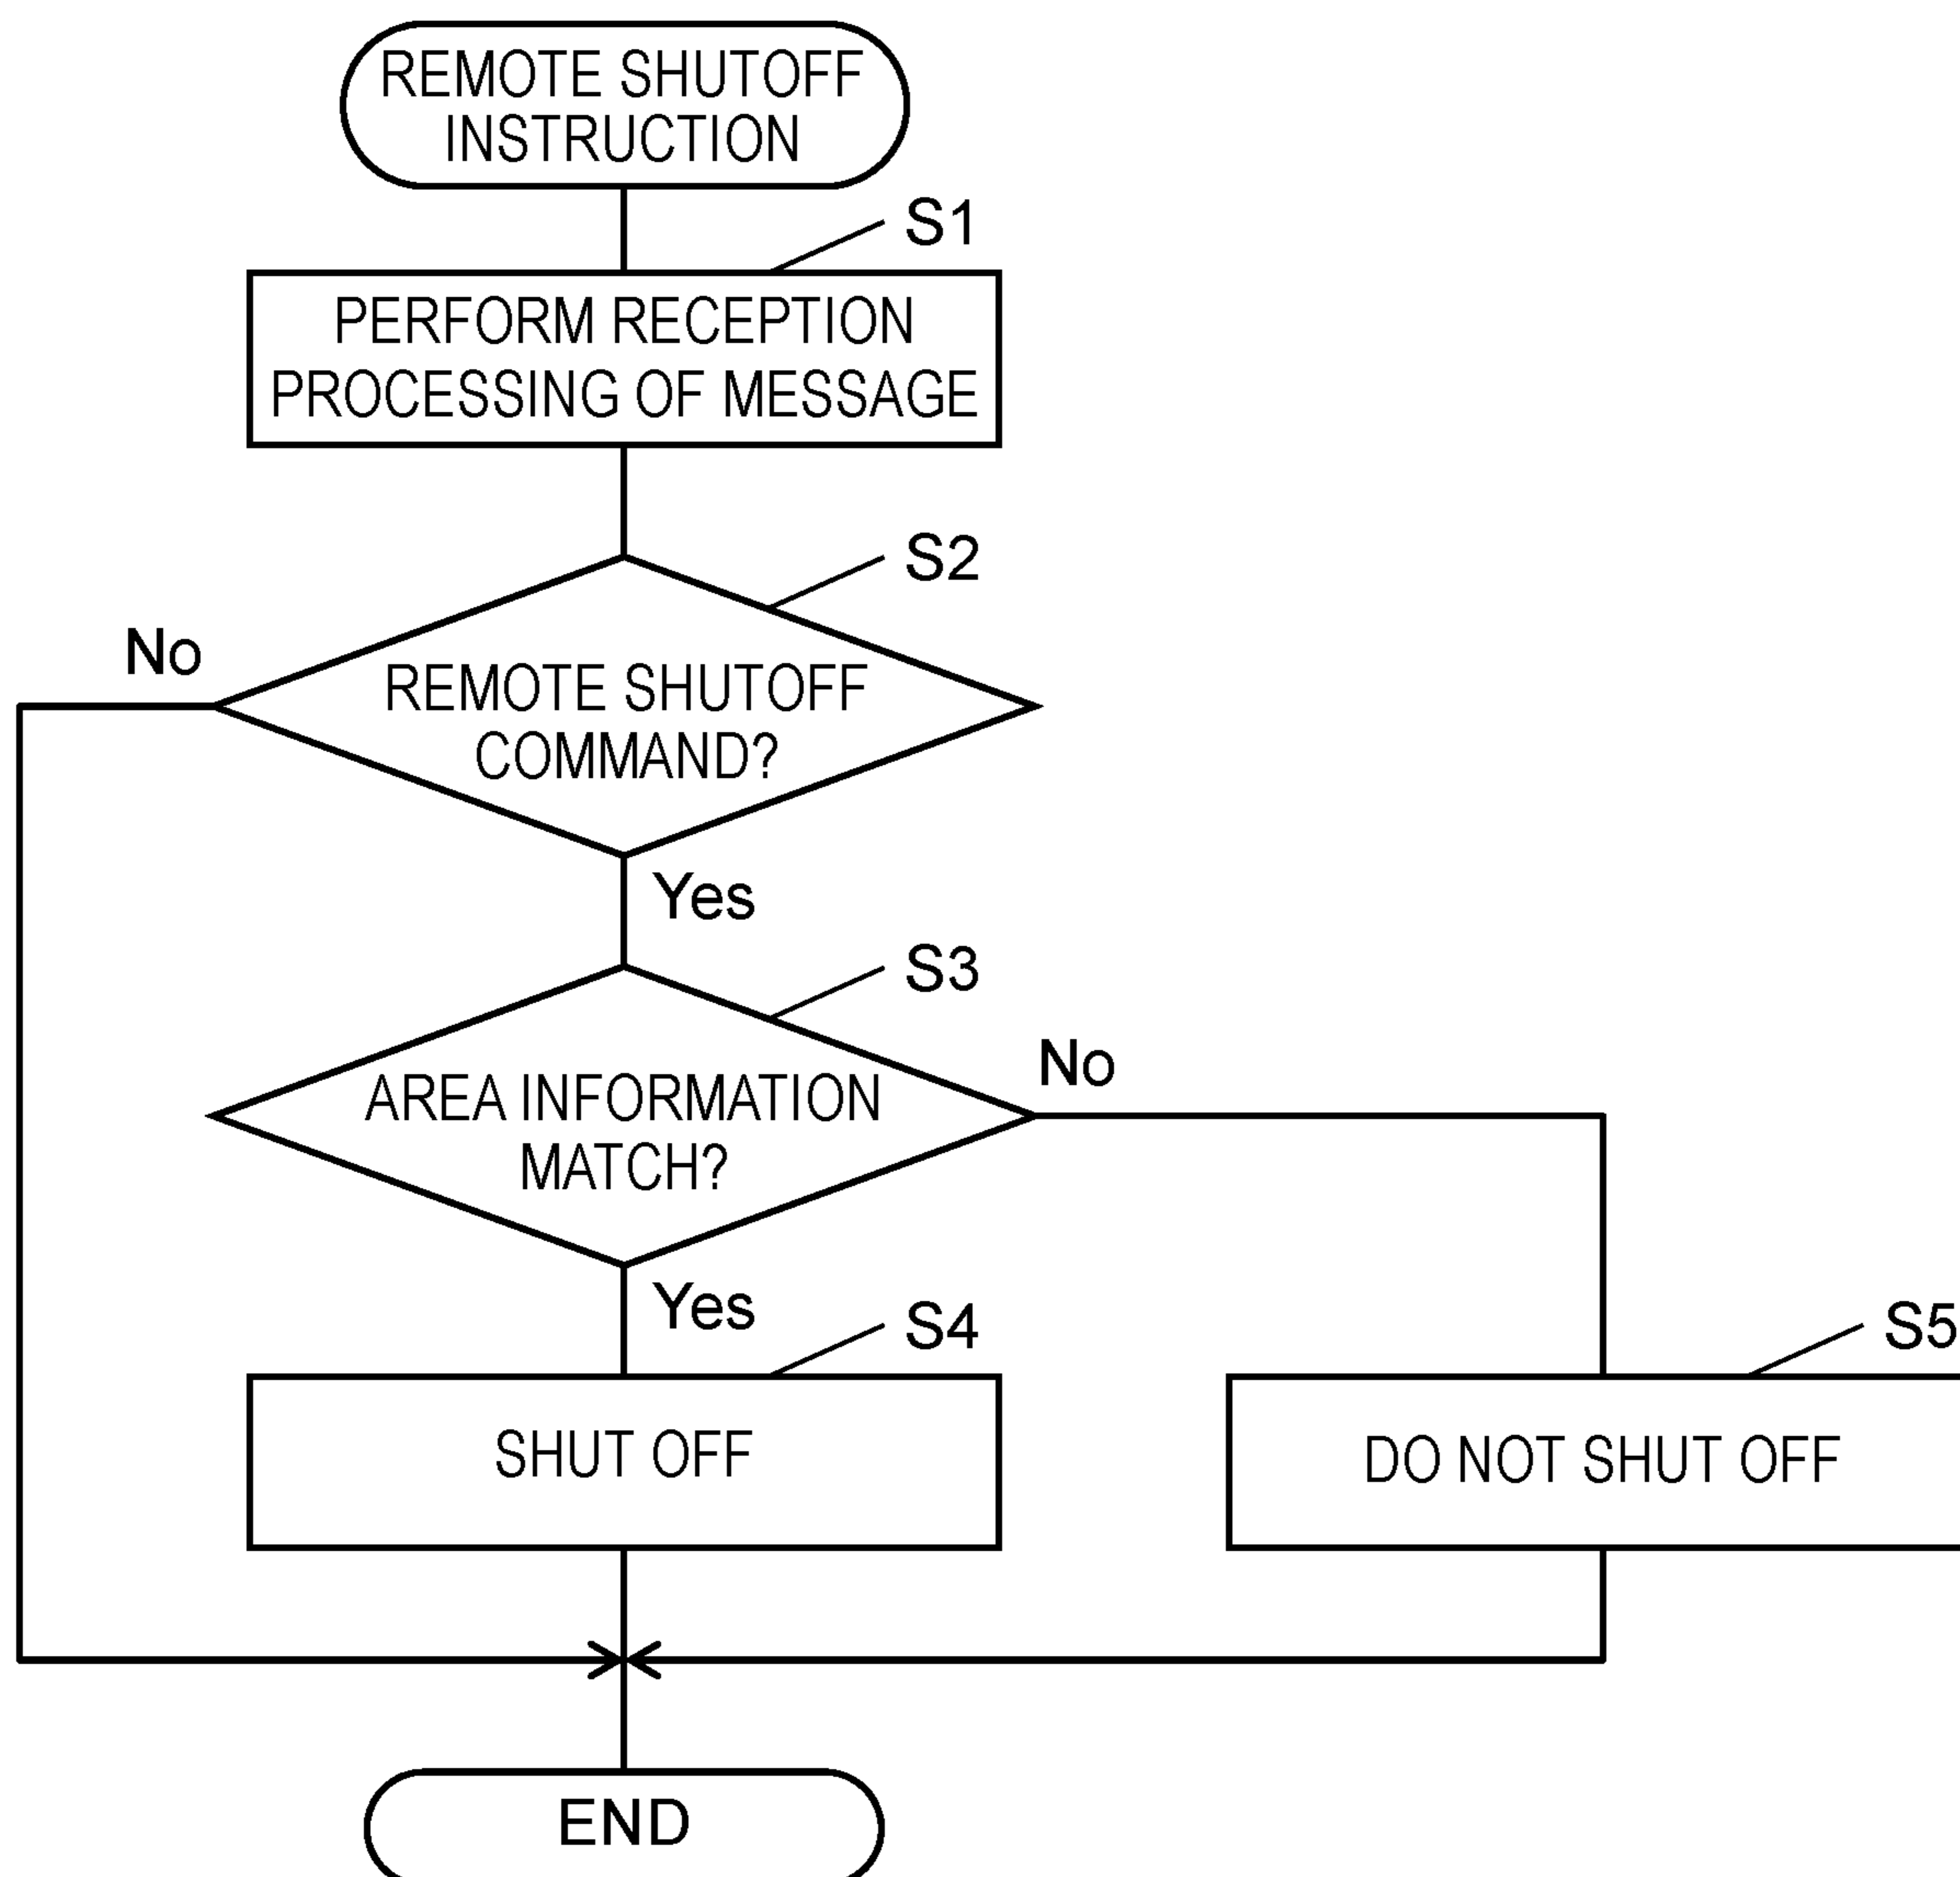 REMOTE SHUTOFF
INSTRUCTION
S1
PERFORM RECEPTION
PROCESSING OF MESSAGE
S2
No
REMOTE SHUTOFF
COMMAND?
Yes
S3
No
AREA INFORMATION
MATCH?
Yes
S4
S5
SHUT OFF
DO NOT SHUT OFF
END